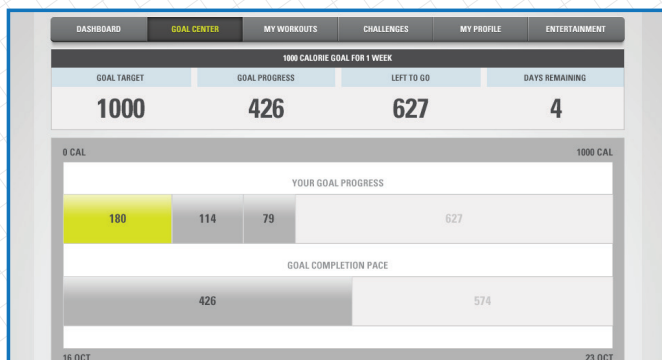 DASHBOARD GOAL CENTER MY WORKOUTS CHALLENGES MY PROFILE ENTERTAINMENT
1000 CALORIE GOAL FOR 1 WEEK
GOAL TARGET GOAL PROGRESS LEFT TO GO DAYS REMAINING
1000 426 627 4
0 CAL 1000 CAL
YOUR GOAL PROGRESS
180 114 79 627
GOAL COMPLETION PACE
426 574
16 OCT 23 OCT